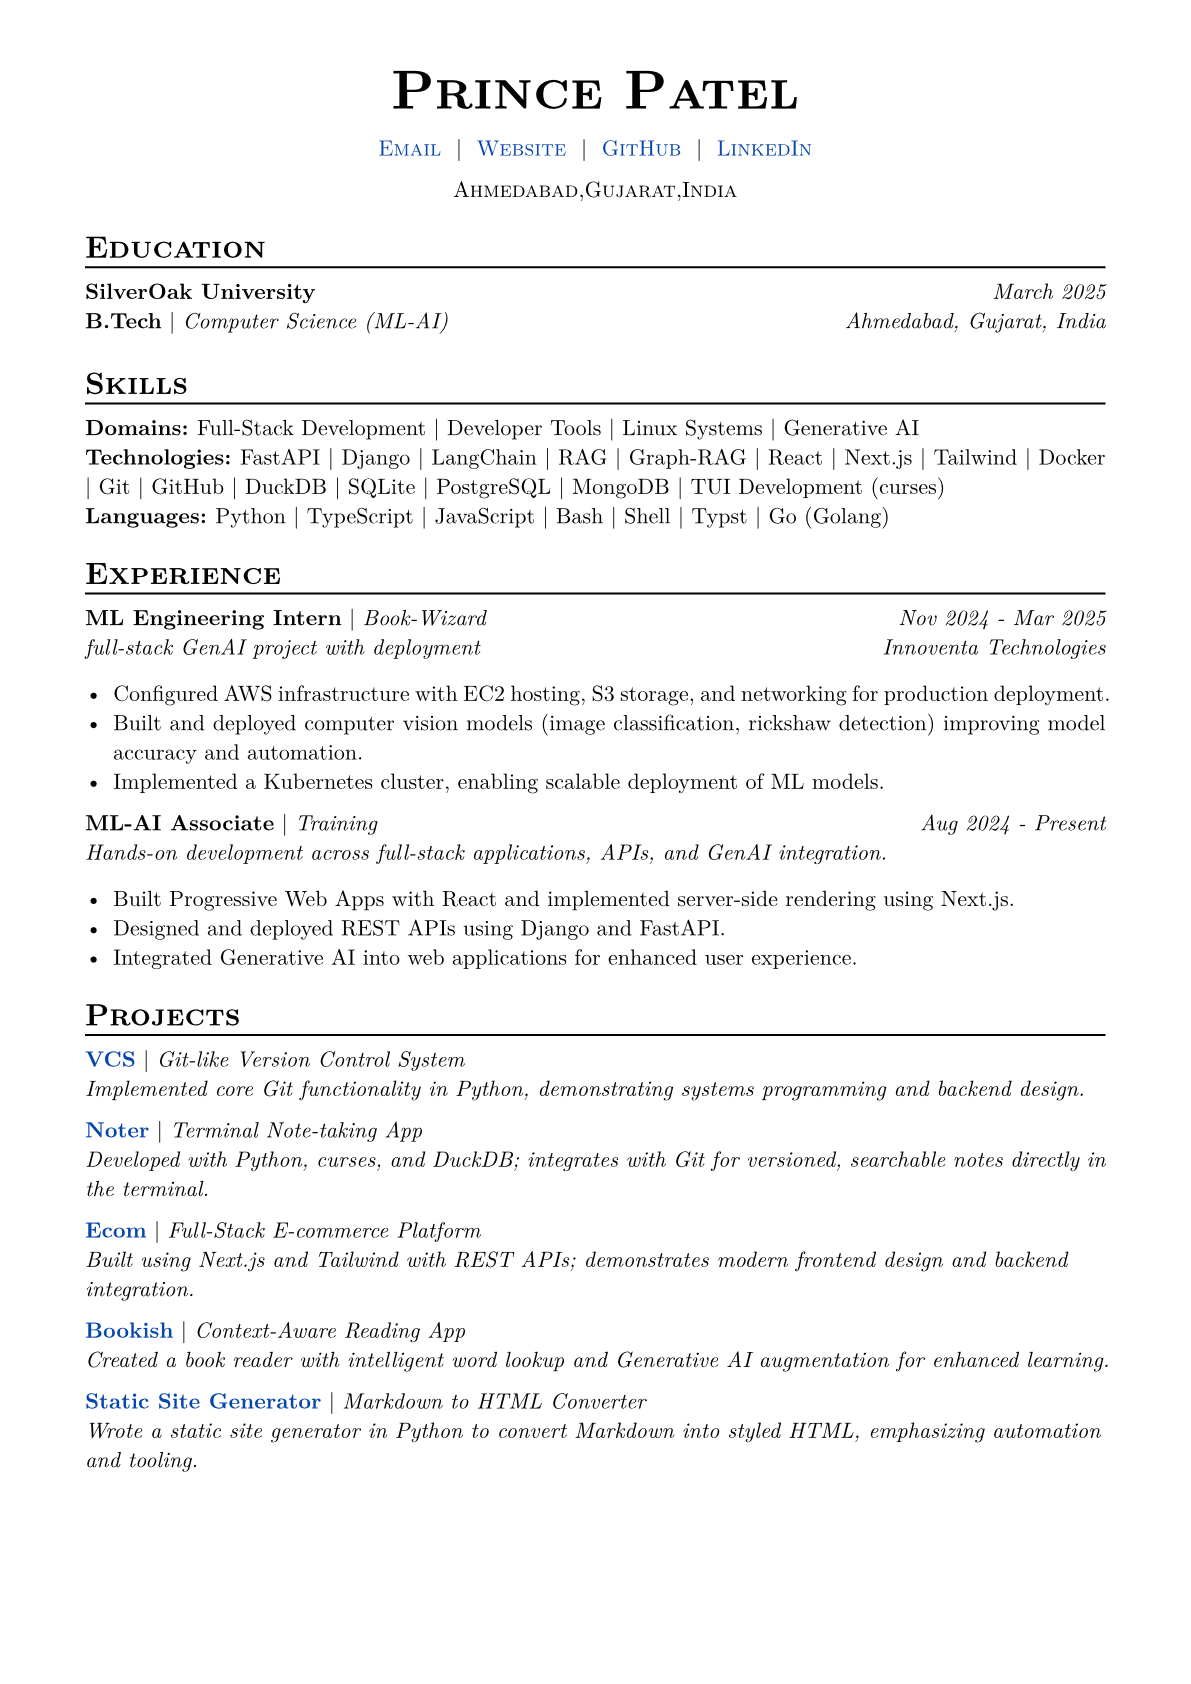 Prince Patel
Email | Website | GitHub | LinkedIn
Ahmedabad,Gujarat,India
Education
SilverOak University March 2025
B.Tech | Computer Science (ML-AI) Ahmedabad, Gujarat, India
Skills
Domains: Full-Stack Development | Developer Tools | Linux Systems | Generative AI
Technologies: FastAPI | Django | LangChain | RAG | Graph-RAG | React | Next.js | Tailwind | Docker
| Git | GitHub | DuckDB | SQLite | PostgreSQL | MongoDB | TUI Development (curses)
Languages: Python | TypeScript | JavaScript | Bash | Shell | Typst | Go (Golang)
Experience
ML Engineering Intern | Book-Wizard Nov 2024 - Mar 2025
full-stack GenAI project with deployment Innoventa Technologies
• Configured AWS infrastructure with EC2 hosting, S3 storage, and networking for production deployment.
• Built and deployed computer vision models (image classification, rickshaw detection) improving model
accuracy and automation.
• Implemented a Kubernetes cluster, enabling scalable deployment of ML models.
ML-AI Associate | Training Aug 2024 - Present
Hands-on development across full-stack applications, APIs, and GenAI integration.
• Built Progressive Web Apps with React and implemented server-side rendering using Next.js.
• Designed and deployed REST APIs using Django and FastAPI.
• Integrated Generative AI into web applications for enhanced user experience.
Projects
VCS | Git-like Version Control System
Implemented core Git functionality in Python, demonstrating systems programming and backend design.
Noter | Terminal Note-taking App
Developed with Python, curses, and DuckDB; integrates with Git for versioned, searchable notes directly in
the terminal.
Ecom | Full-Stack E-commerce Platform
Built using Next.js and Tailwind with REST APIs; demonstrates modern frontend design and backend
integration.
Bookish | Context-Aware Reading App
Created a book reader with intelligent word lookup and Generative AI augmentation for enhanced learning.
Static Site Generator | Markdown to HTML Converter
Wrote a static site generator in Python to convert Markdown into styled HTML, emphasizing automation
and tooling.